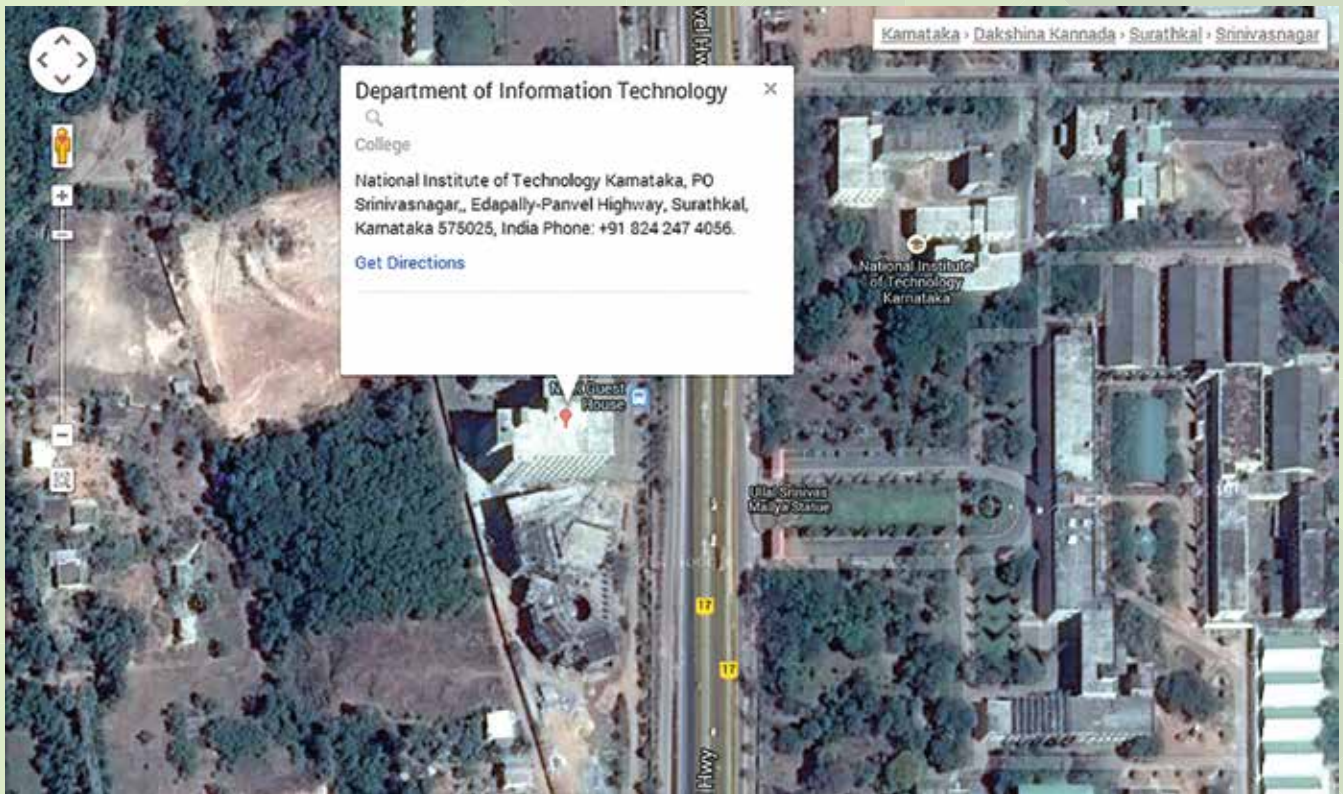 vel Hw
Karnataka › Dakshina Kannada › Surathkal › Srinivasnagar
Department of Information Technology
College
National Institute of Technology Karnataka, PO
Srinivasnagar,, Edapally-Panvel Highway, Surathkal,
Karnataka 575025, India Phone: +91 824 247 4056.
Get Directions
National Institute
of Technology
Karnataka
Guest
House
Ullal Srinivas
Mallya Statue
17
17
Hwy